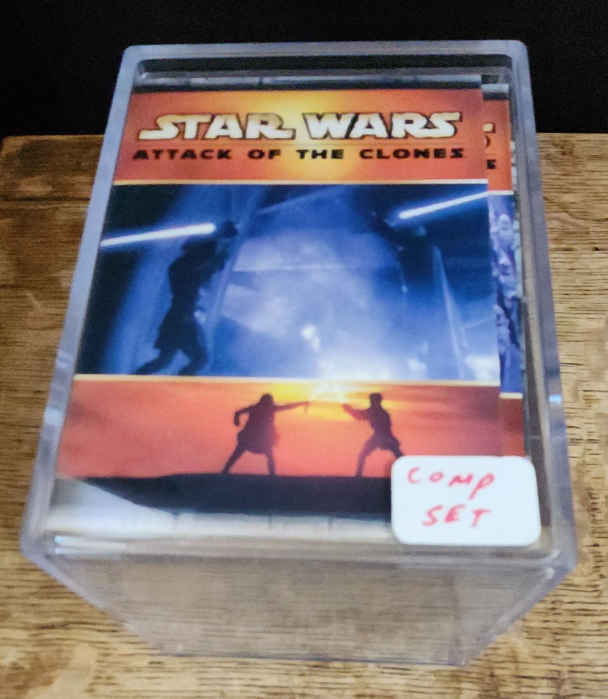 STAR WARS
ATTACK OF THE CLONES
COMP
SET